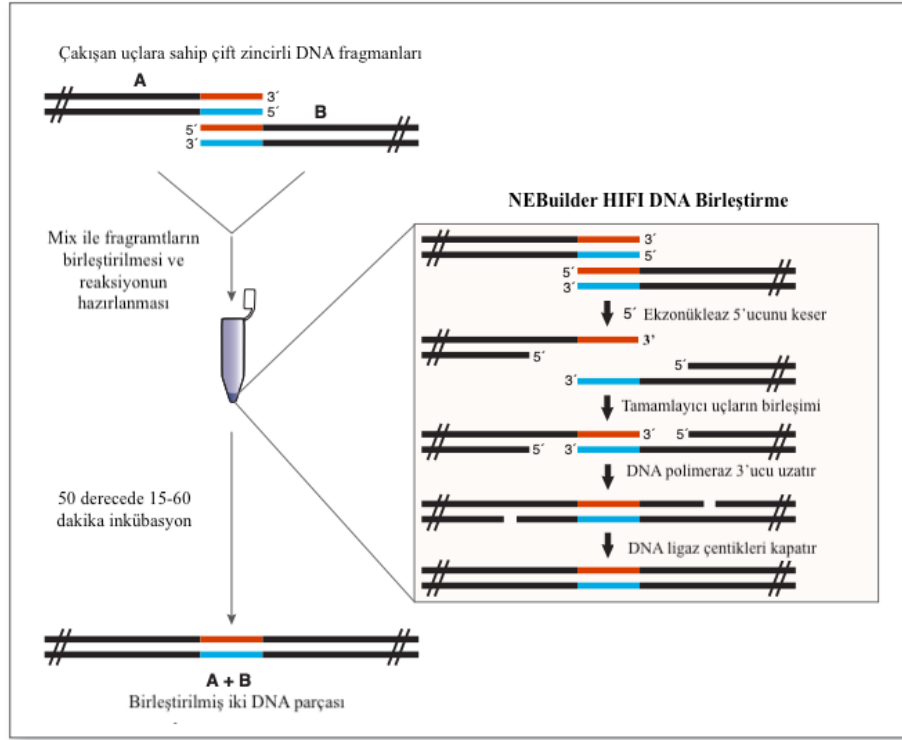 Çakışan uçlara sahip çift zincirli DNA fragmanları
A
3´
5´
B
5´
3´
Mix ile fragramtların
birleştirilmesi ve
reaksiyonun
hazırlanması
50 derecede 15-60
dakika inkübasyon
A + B
Birleştirilmiş iki DNA parçası
NEBuilder HIFI DNA Birleştirme
3´
5´
5´
3´
5´ Ekzonükleaz 5'ucunu keser
3'
5´
5´
3´
Tamamlayıcı uçların birleşimi
3´ 5´
5´ 3´
DNA polimeraz 3'ucu uzatır
DNA ligaz çentikleri kapatır